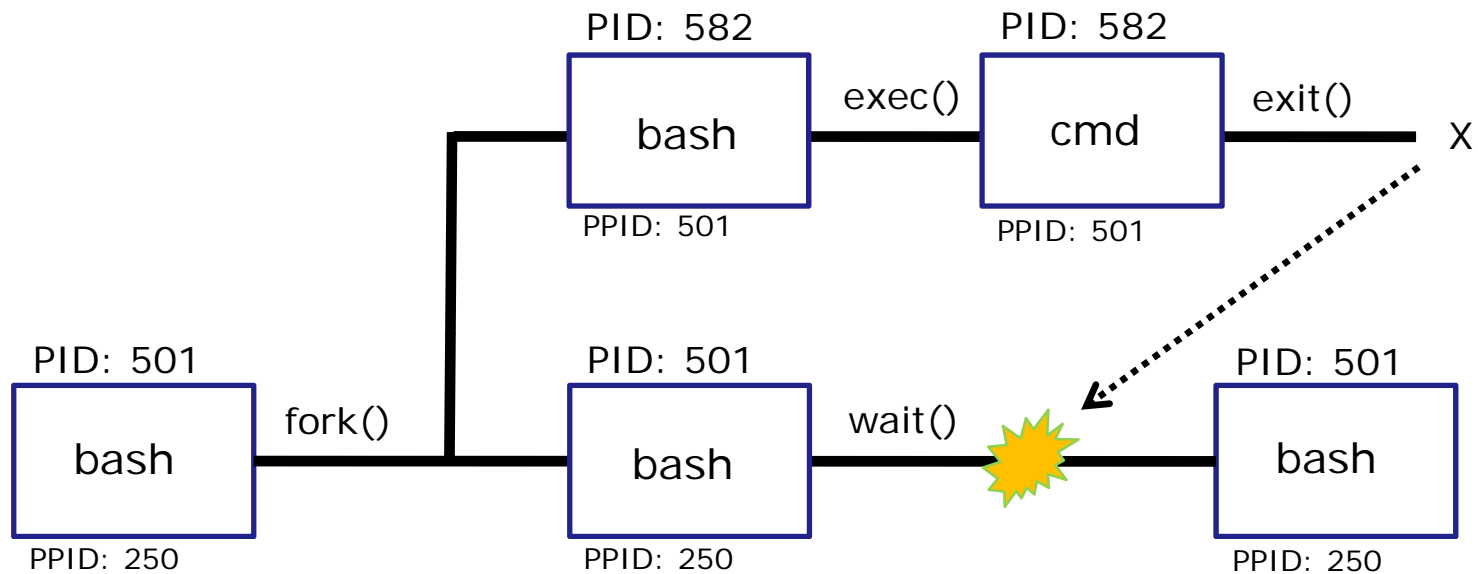 PID: 582
bash
PPID: 501
exec()
PID: 582
cmd
PPID: 501
exit()
X
PID: 501
bash
PPID: 250
fork()
PID: 501
bash
PPID: 250
wait()
PID: 501
bash
PPID: 250